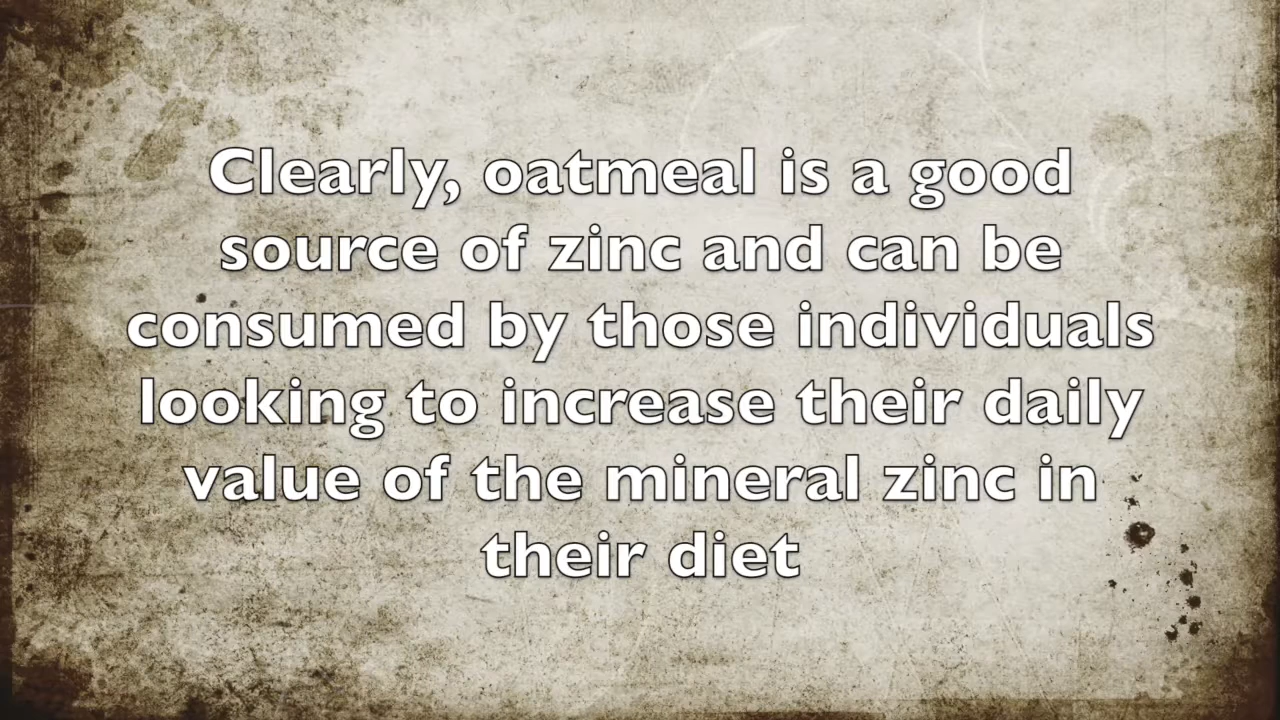 Clearly, oatmeal is a good
source of zinc and can be
consumed by those individuals
looking to increase their daily
value of the mineral zinc in
their diet